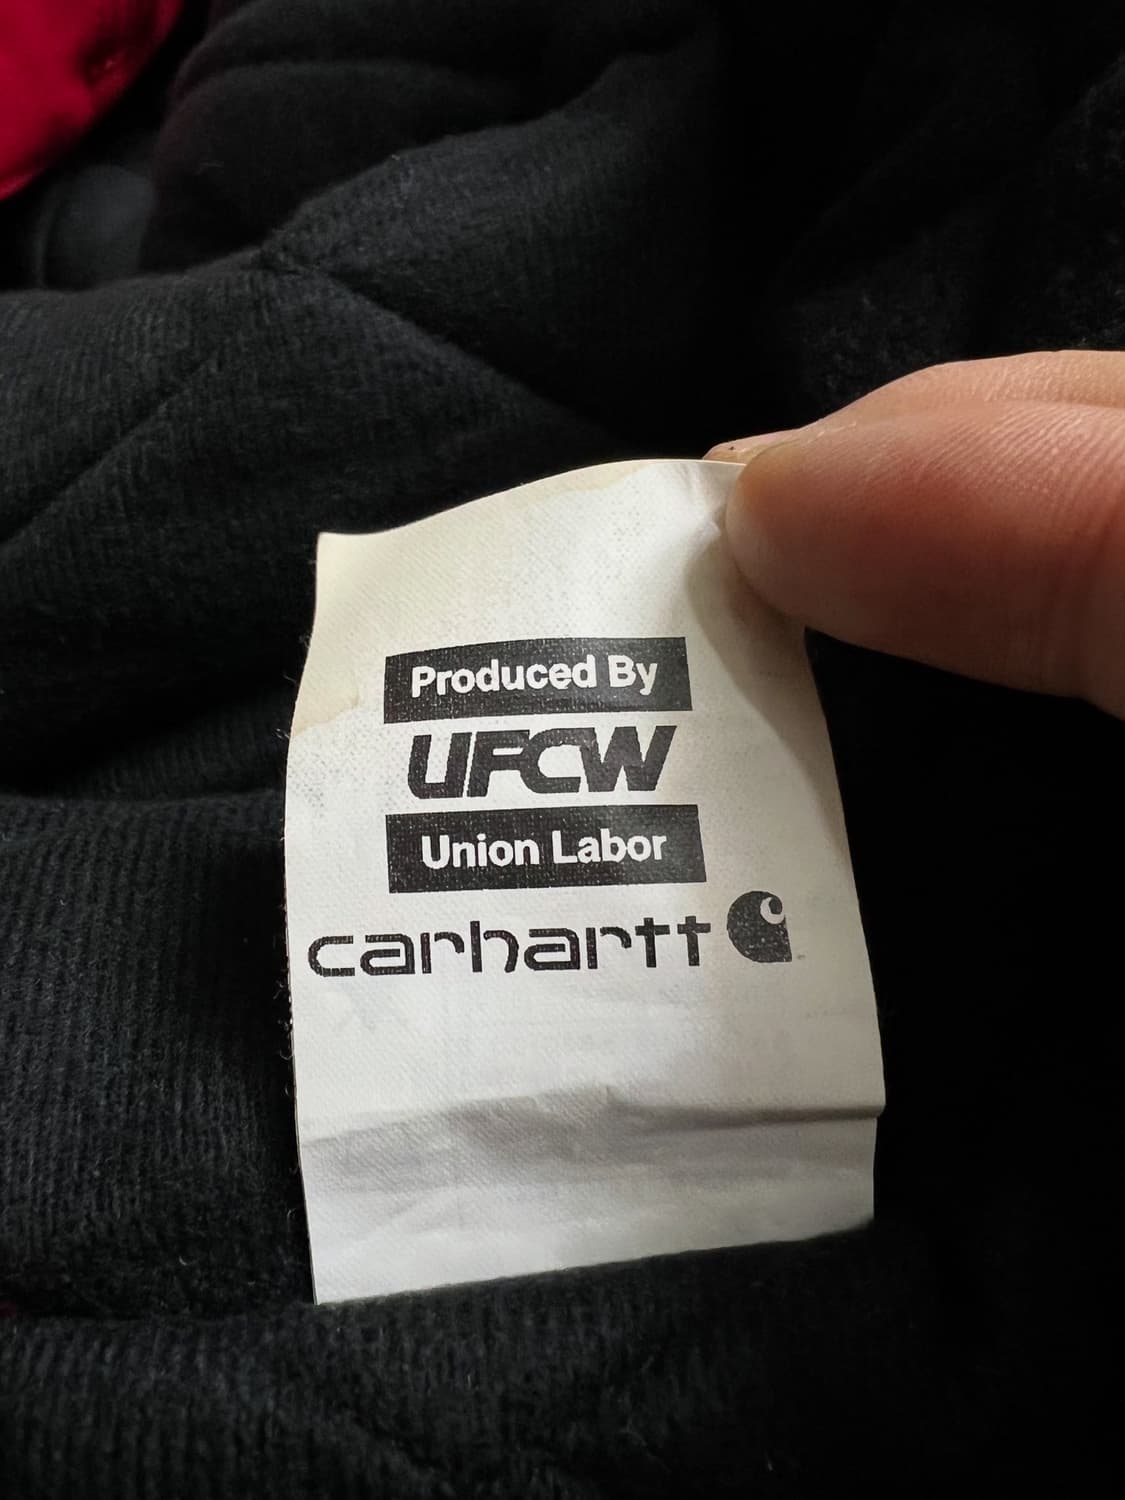 Produced By
UFCW
Union Labor
carhartt